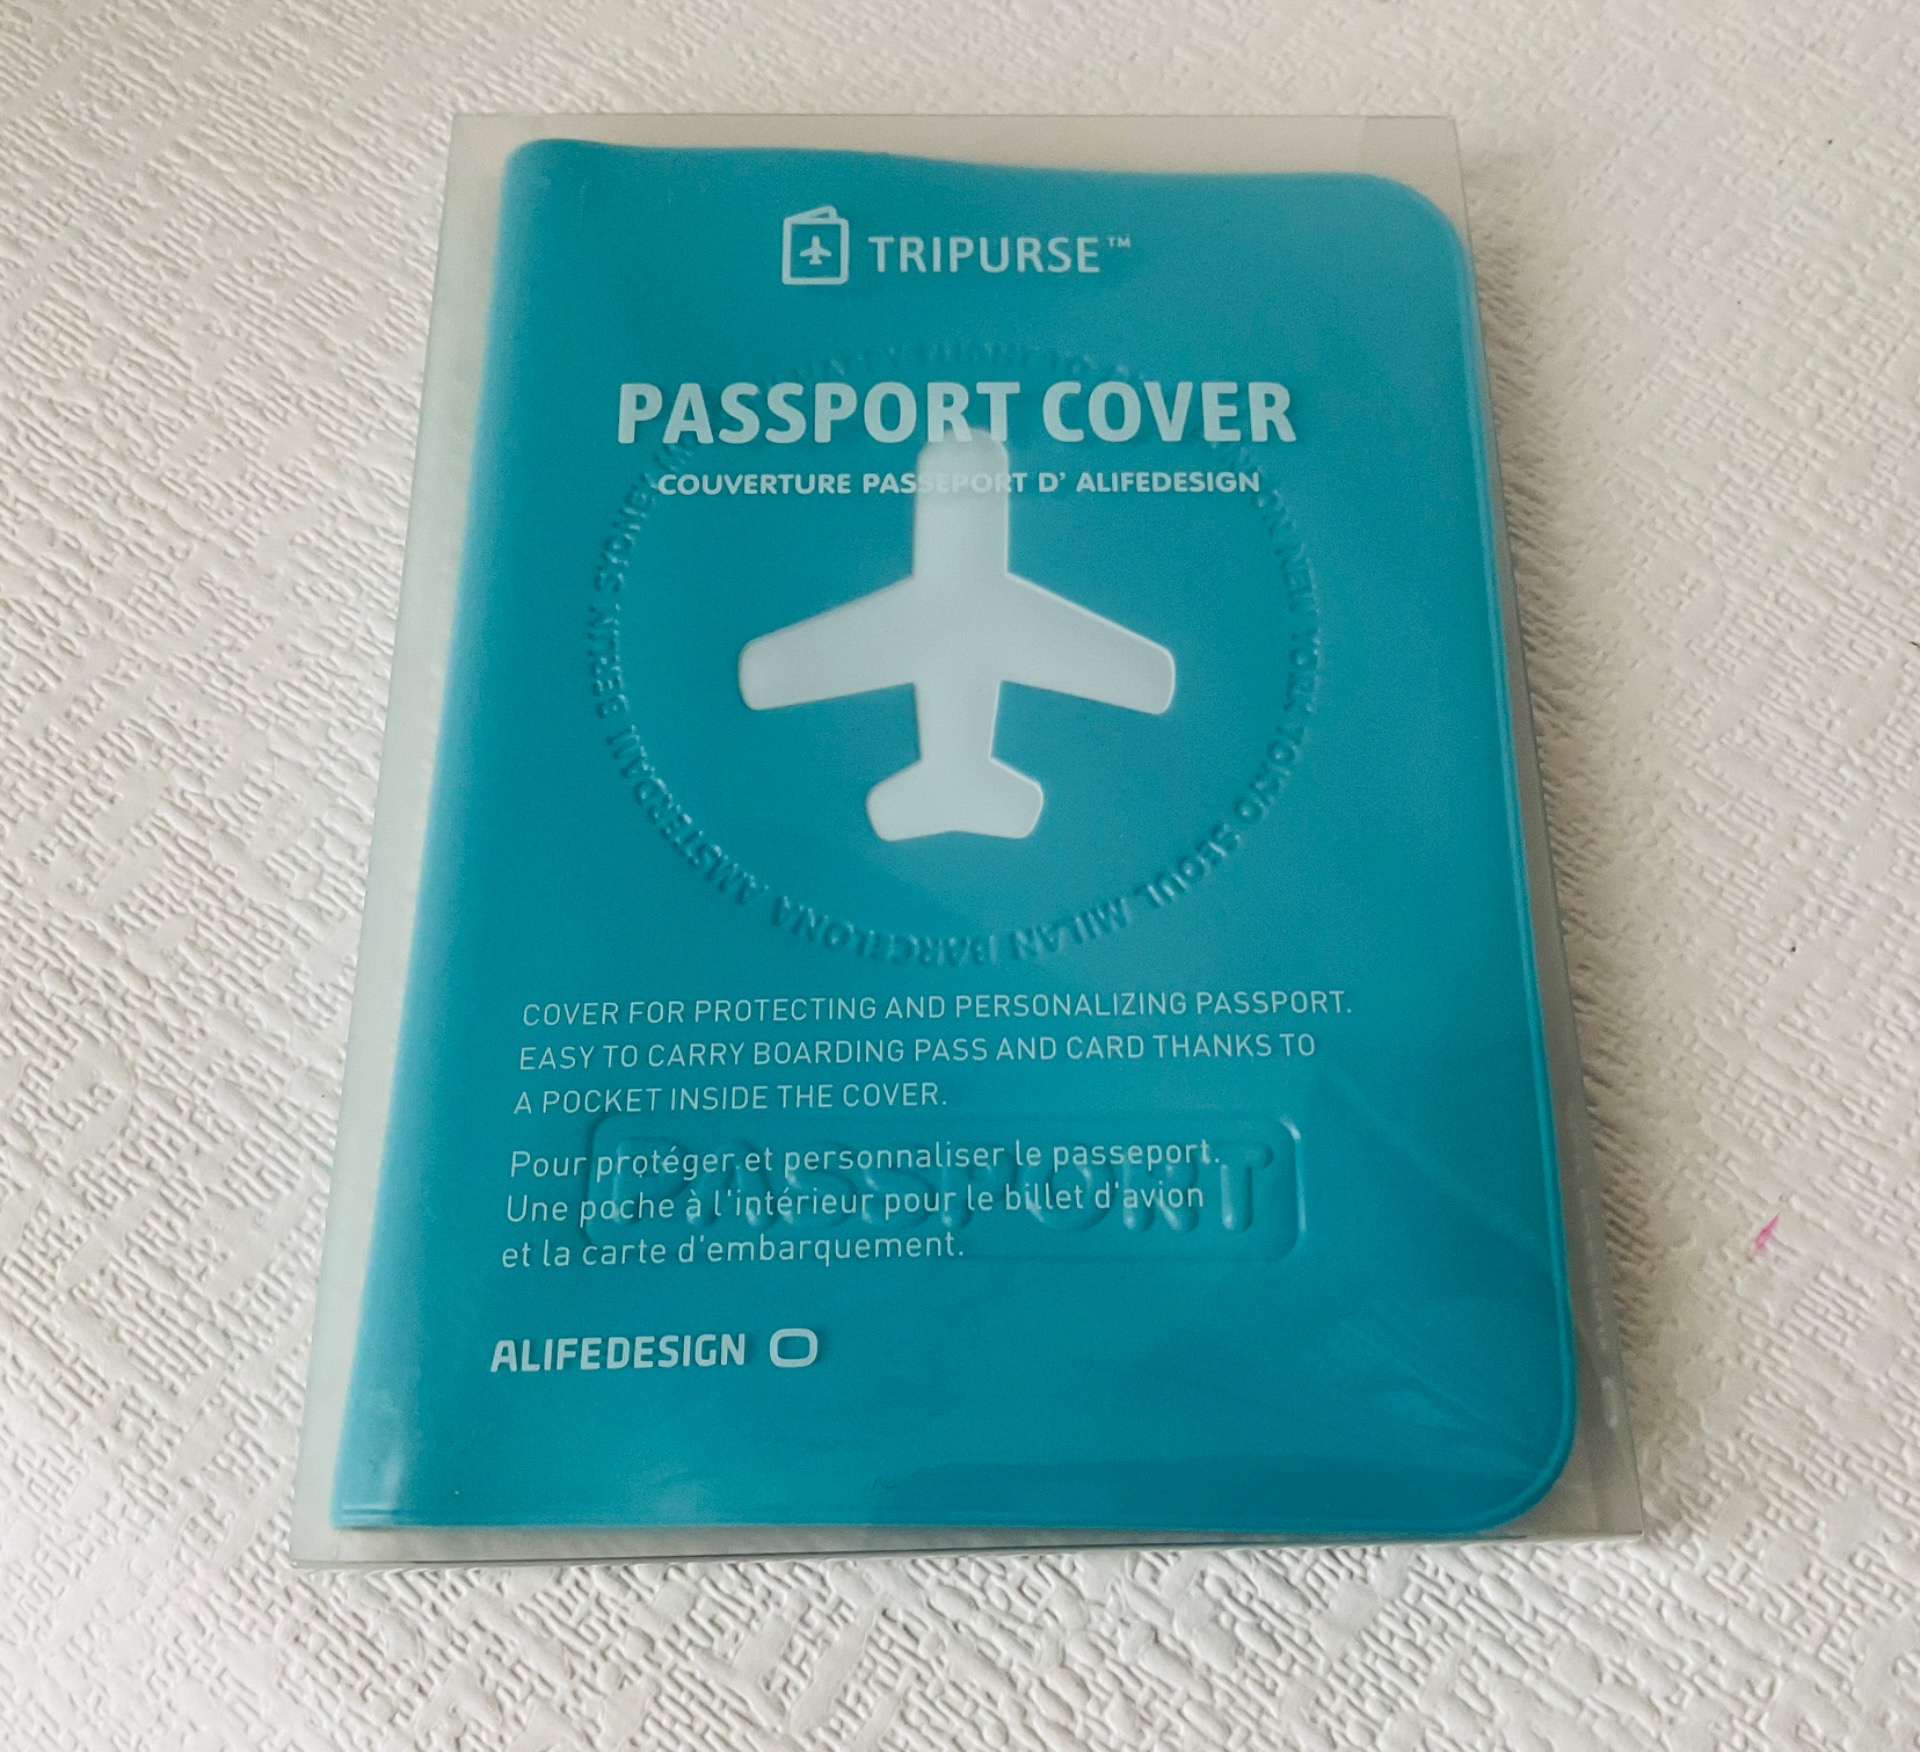 TRIPURSE™
PASSPORT COVER
COUVERTURE PASSEPORT D' ALIFEDESIGN
NEW YORK TOKYO SEOUL MILAN BARCELONA AMSTERDAM BERLIN SYDNEY
COVER FOR PROTECTING AND PERSONALIZING PASSPORT.
EASY TO CARRY BOARDING PASS AND CARD THANKS TO
A POCKET INSIDE THE COVER.
Pour protéger et personnaliser le passeport.
Une poche à l'intérieur pour le billet d'avion
et la carte d'embarquement.
PASSPORT
ALIFEDESIGN